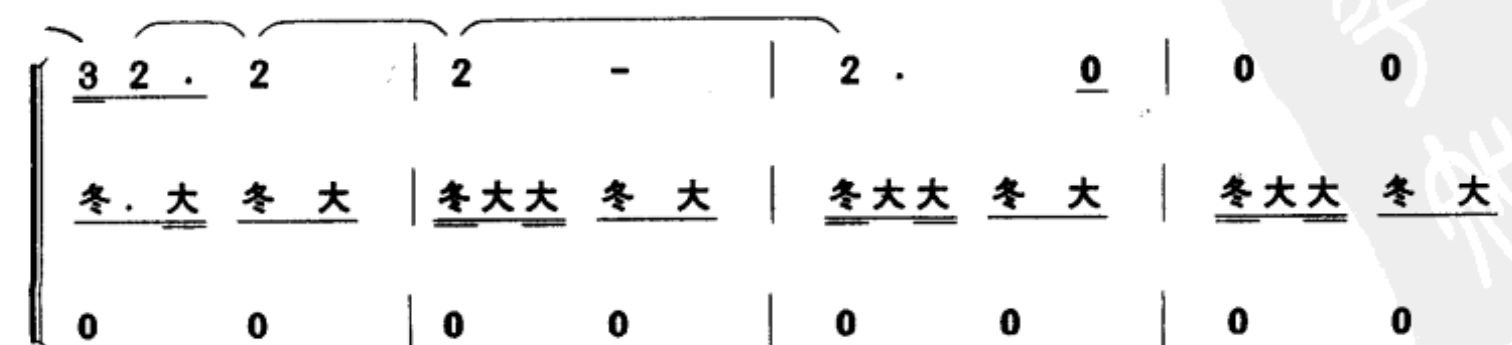 3 2 . 2 | 2 - | 2 . 0 | 0 0
冬 . 大 冬 大 | 冬大大 冬 大 | 冬大大 冬 大 | 冬大大 冬 大
0 0 | 0 0 | 0 0 | 0 0